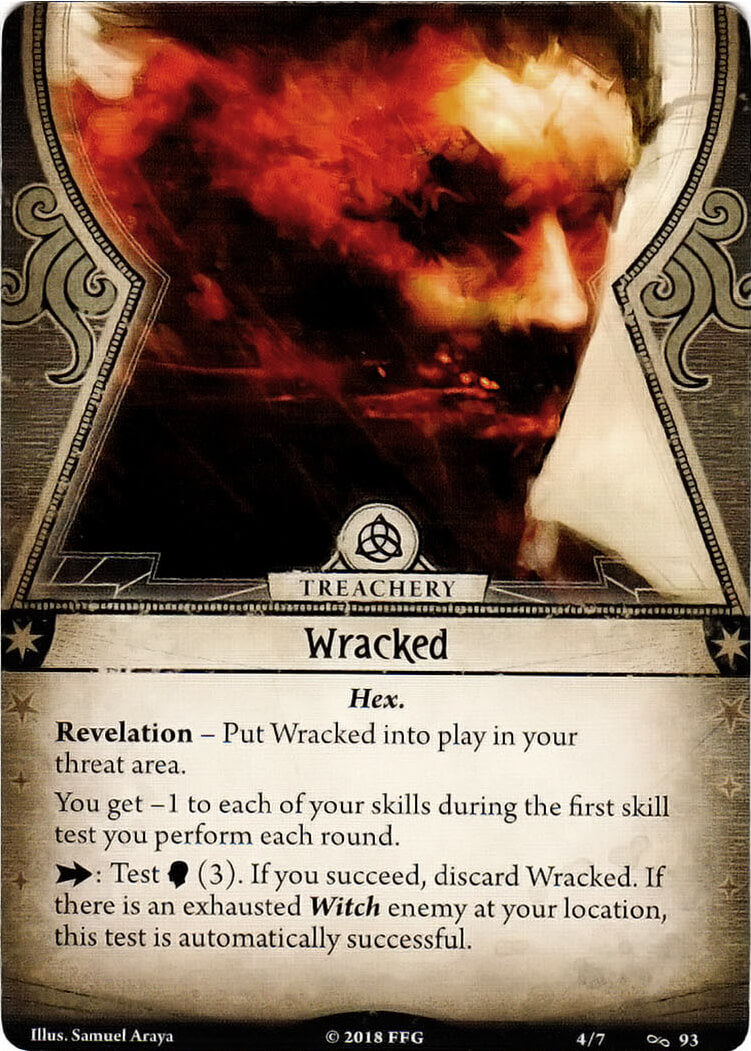 TREACHERY
Wracked
Hex.
Revelation – Put Wracked into play in your
threat area.
You get –1 to each of your skills during the first skill
test you perform each round.
: Test (3). If you succeed, discard Wracked. If
there is an exhausted Witch enemy at your location,
this test is automatically successful.
Illus. Samuel Araya © 2018 FFG 4/7 93